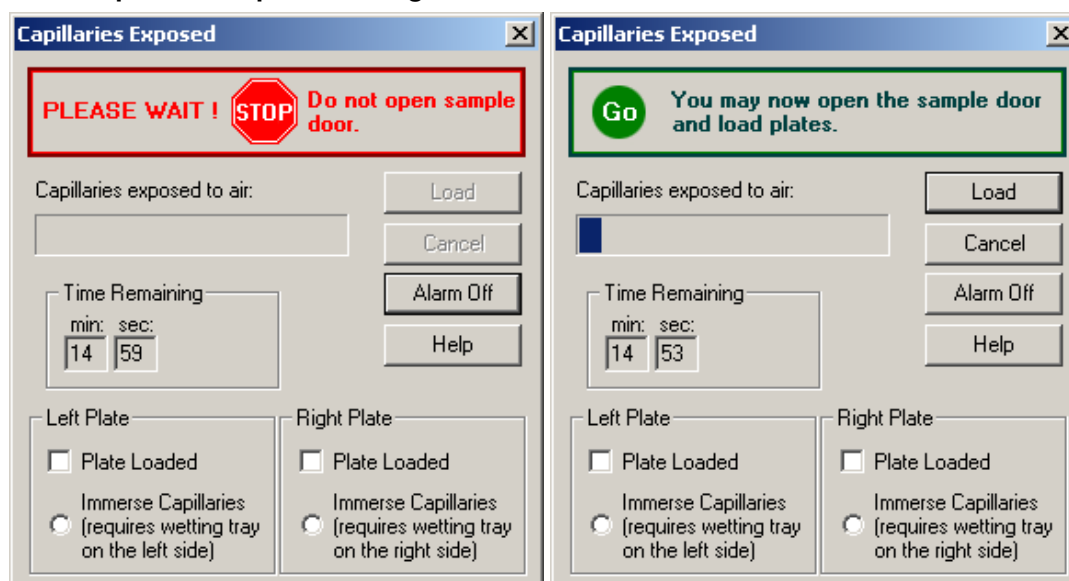 Capillaries Exposed
PLEASE WAIT !
STOP
Do not open sample
door.
Capillaries exposed to air:
Load
Cancel
Time Remaining
Alarm Off
min: sec:
14 59
Help
Left Plate
Plate Loaded
Immerse Capillaries
(requires wetting tray
on the left side)
Right Plate
Plate Loaded
Immerse Capillaries
(requires wetting tray
on the right side)
Capillaries Exposed
Go
You may now open the sample door
and load plates.
Capillaries exposed to air:
Load
Cancel
Time Remaining
Alarm Off
min: sec:
14 53
Help
Left Plate
Plate Loaded
Immerse Capillaries
(requires wetting tray
on the left side)
Right Plate
Plate Loaded
Immerse Capillaries
(requires wetting tray
on the right side)